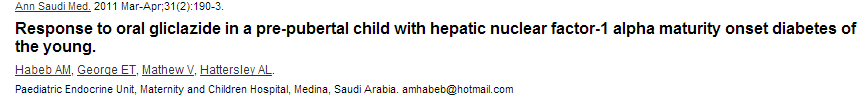 Ann Saudi Med. 2011 Mar-Apr;31(2):190-3.
Response to oral gliclazide in a pre-pubertal child with hepatic nuclear factor-1 alpha maturity onset diabetes of
the young.
Habeb AM, George ET, Mathew V, Hattersley AL.
Paediatric Endocrine Unit, Maternity and Children Hospital, Medina, Saudi Arabia. amhabeb@hotmail.com